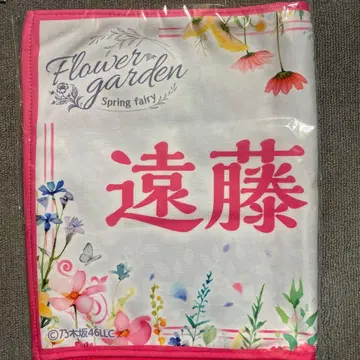 Flower
garden
Spring fairy
遠藤
©乃木坂46LLC